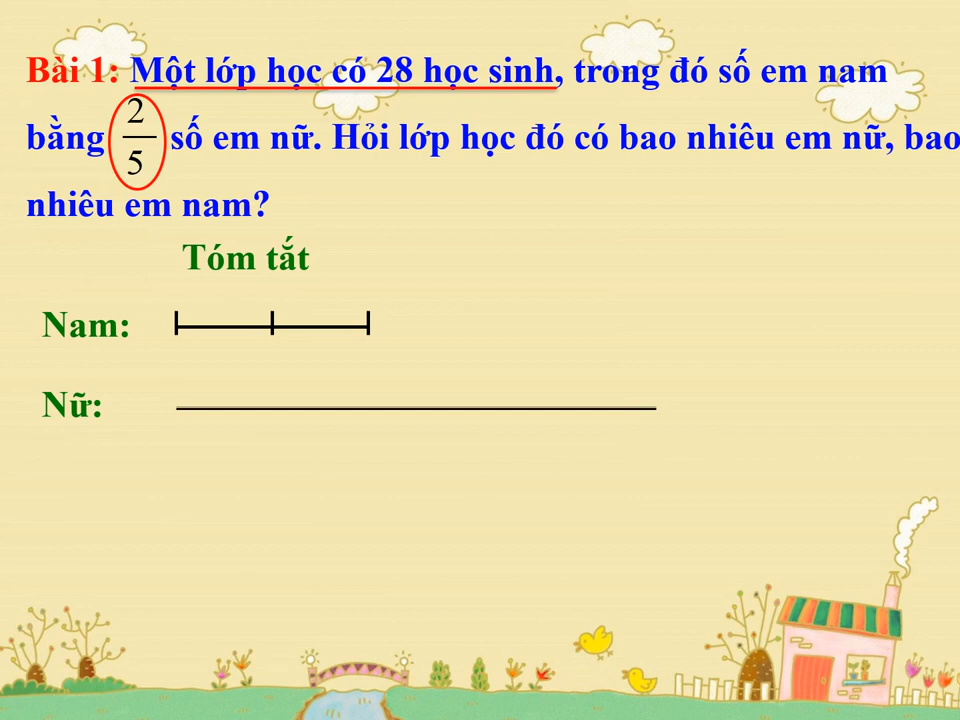 Bài 1: Một lớp học có 28 học sinh, trong đó số em nam
bằng 2/5 số em nữ. Hỏi lớp học đó có bao nhiêu em nữ, bao
nhiêu em nam?
Tóm tắt
Nam:
Nữ: